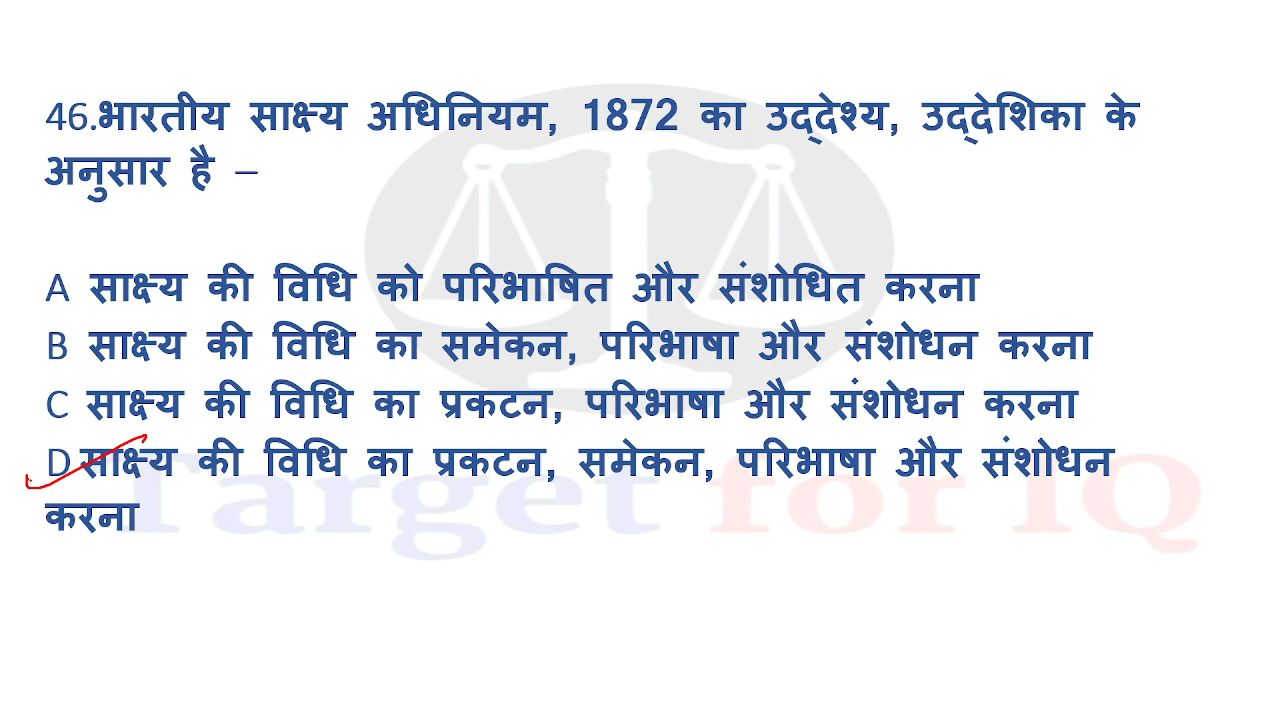 46.भारतीय साक्ष्य अधिनियम, 1872 का उद्देश्य, उद्देशिका के
अनुसार है –
A साक्ष्य की विधि को परिभाषित और संशोधित करना
B साक्ष्य की विधि का समेकन, परिभाषा और संशोधन करना
C साक्ष्य की विधि का प्रकटन, परिभाषा और संशोधन करना
D साक्ष्य की विधि का प्रकटन, समेकन, परिभाषा और संशोधन
करना
Target for IQ